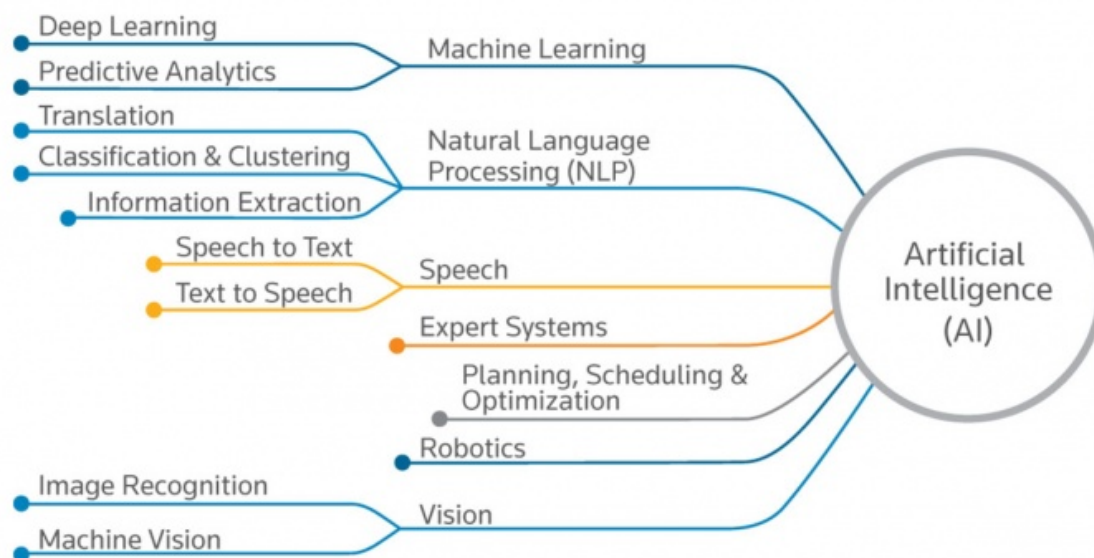 Deep Learning
Predictive Analytics
Machine Learning
Translation
Classification & Clustering
Information Extraction
Natural Language
Processing (NLP)
Speech to Text
Text to Speech
Speech
Expert Systems
Planning, Scheduling &
Optimization
Robotics
Image Recognition
Machine Vision
Vision
Artificial
Intelligence
(AI)